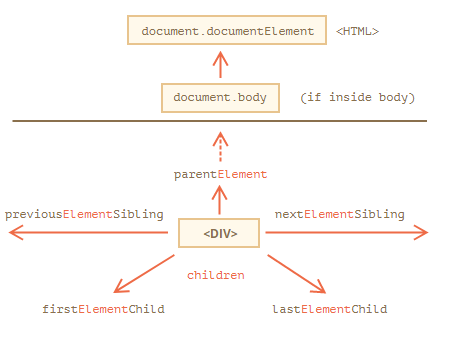 document.documentElement <HTML>
document.body (if inside body)
parentElement
previousElementSibling nextElementSibling
<DIV>
children
firstElementChild lastElementChild